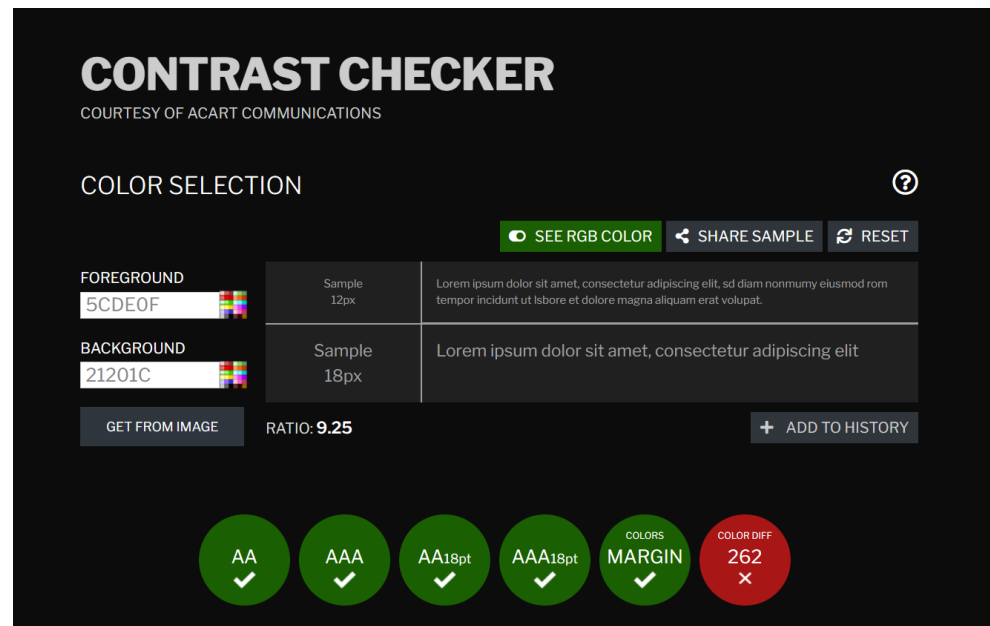 CONTRAST CHECKER
COURTESY OF ACART COMMUNICATIONS
COLOR SELECTION
SEE RGB COLOR
SHARE SAMPLE
RESET
FOREGROUND
5CDE0F
Sample
12px
Lorem ipsum dolor sit amet, consectetur adipiscing elit, sd diam nonmumy eiusmod rom
tempor incidunt ut lsbore et dolore magna aliquam erat volupat.
BACKGROUND
21201C
Sample
18px
Lorem ipsum dolor sit amet, consectetur adipiscing elit
GET FROM IMAGE
RATIO: 9.25
ADD TO HISTORY
AA
AAA
AA18pt
AAA18pt
COLORS
MARGIN
COLOR DIFF
262